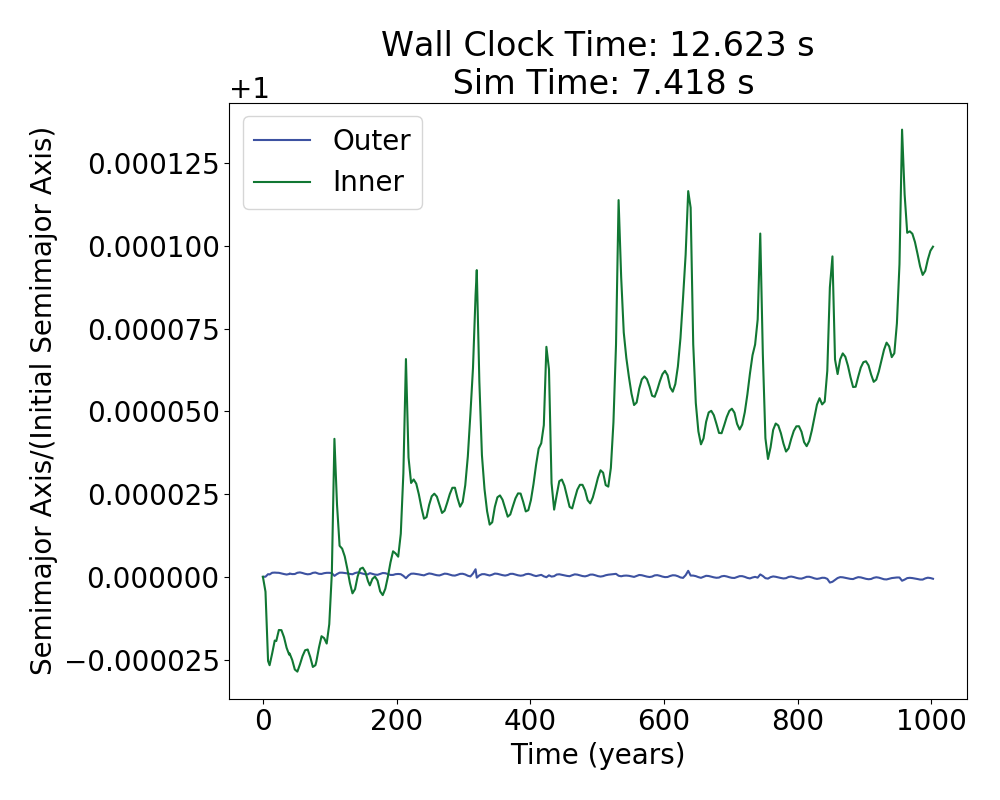 Wall Clock Time: 12.623 s
Sim Time: 7.418 s
+1
Outer
Inner
0.000125
0.000100
0.000075
0.000050
0.000025
0.000000
−0.000025
Semimajor Axis/(Initial Semimajor Axis)
0 200 400 600 800 1000
Time (years)